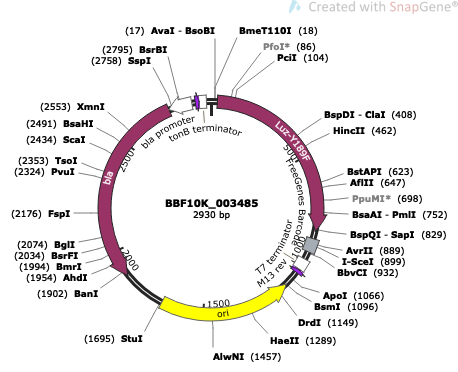 Created with SnapGene®
(17) AvaI - BsoBI
BmeT110I (18)
(2795) BsrBI
PfoI* (86)
(2758) SspI
PciI (104)
(2553) XmnI
(2491) BsaHI
(2434) ScaI
(2353) TsoI
(2324) PvuI
(2176) FspI
(2074) BglI
(2034) BsrFI
(1994) BmrI
(1954) AhdI
(1902) BanI
(1695) StuI
BspDI - ClaI (408)
HincII (462)
BstAPI (623)
AflII (647)
PpuMI* (698)
BsaAI - PmlI (752)
BspQI - SapI (829)
AvrII (889)
I-SceI (899)
BbvCI (932)
ApoI (1066)
BsmI (1096)
DrdI (1149)
HaeII (1289)
AlwNI (1457)
bla promoter
tonB terminator
Luz-Y189F
FreeGenes Barcode
T7 terminator
M13 rev
bla
ori
500
1000
1500
2000
2500
BBF10K_003485
2930 bp